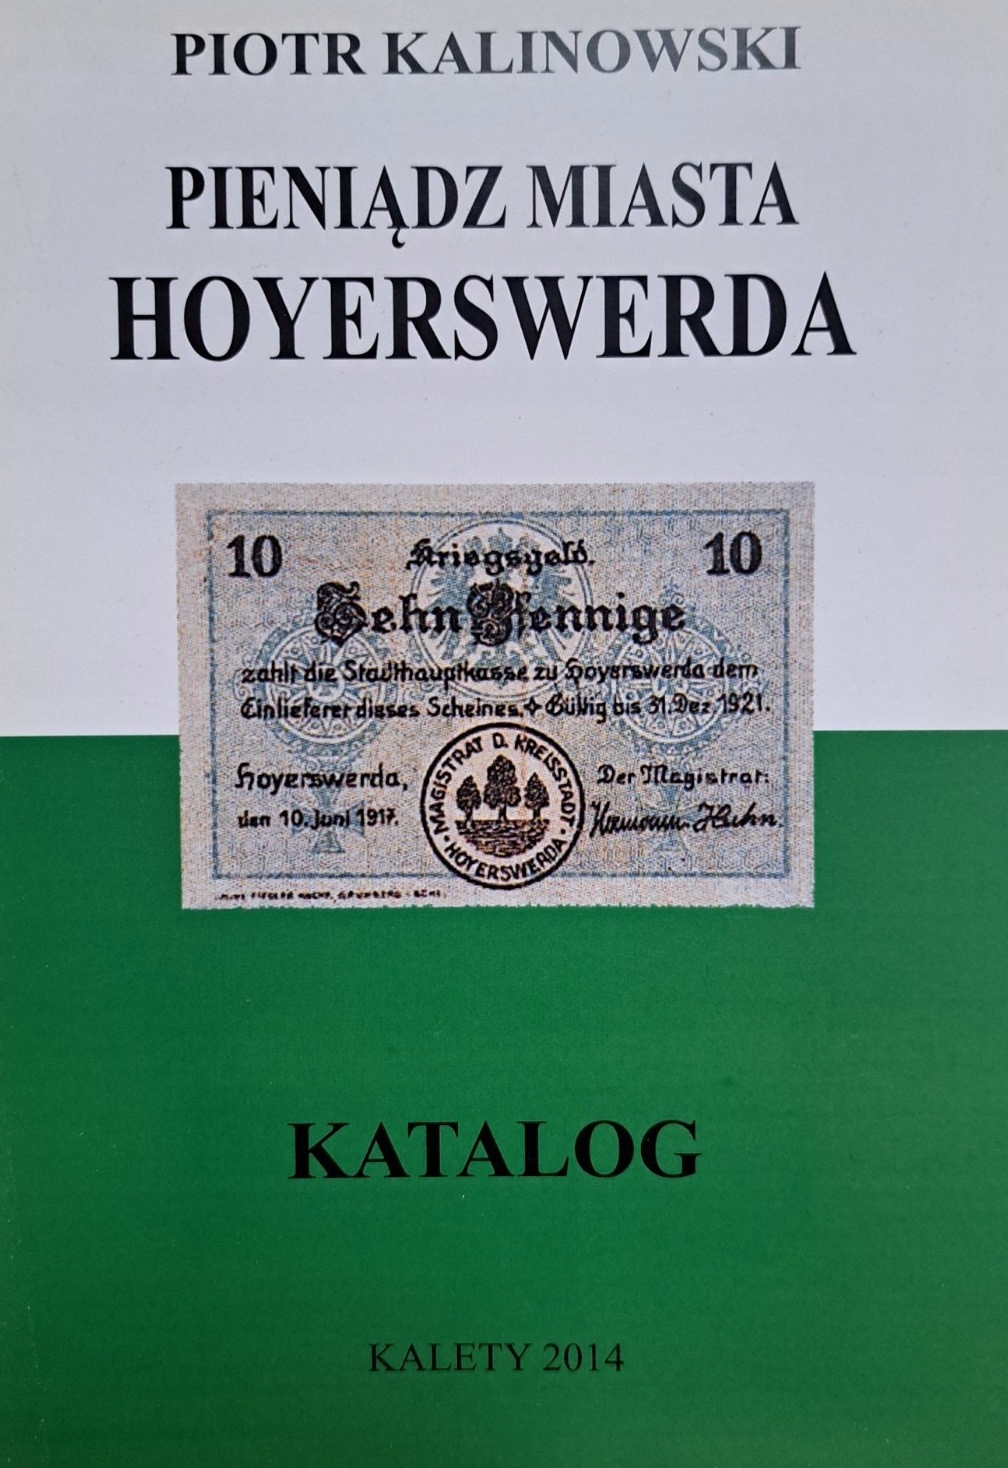 PIOTR KALINOWSKI
PIENIĄDZ MIASTA
HOYERSWERDA
10 Kriegsgeld. 10
Zehn Pfennige
zahlt die Stadthauptkasse zu Hoyerswerda dem
Einlieferer dieses Scheines. Gültig bis 31. Dez. 1921.
Hoyerswerda,
den 10. Juni 1917.
MAGISTRAT D. KREISSTADT
HOYERSWERDA
Der Magistrat:
KATALOG
KALETY 2014